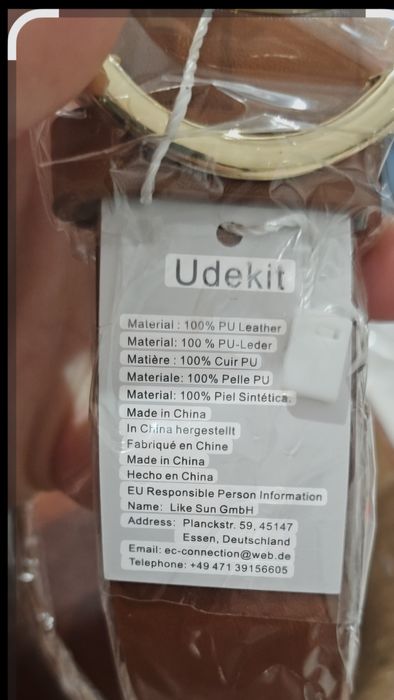 Udekit
Material : 100% PU Leather
Material: 100 % PU-Leder
Matière : 100% Cuir PU
Materiale: 100% Pelle PU
Material: 100% Piel Sintética.
Made in China
In China hergestellt
Fabriqué en Chine
Made in China
Hecho en China
EU Responsible Person Information
Name: Like Sun GmbH
Address: Planckstr. 59, 45147
Essen, Deutschland
Email: ec-connection@web.de
Telephone: +49 471 39156605